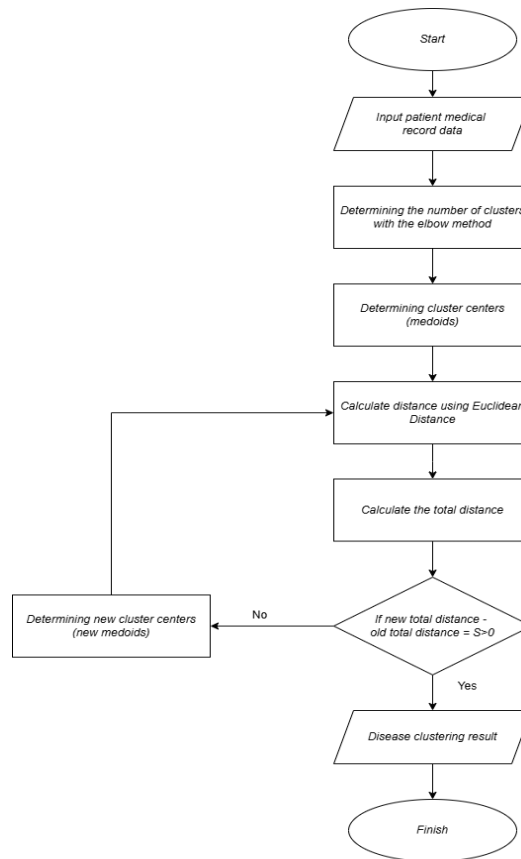 Start
Input patient medical
record data
Determining the number of clusters
with the elbow method
Determining cluster centers
(medoids)
Calculate distance using Euclidean
Distance
Calculate the total distance
If new total distance -
old total distance = S>0
No
Determining new cluster centers
(new medoids)
Yes
Disease clustering result
Finish